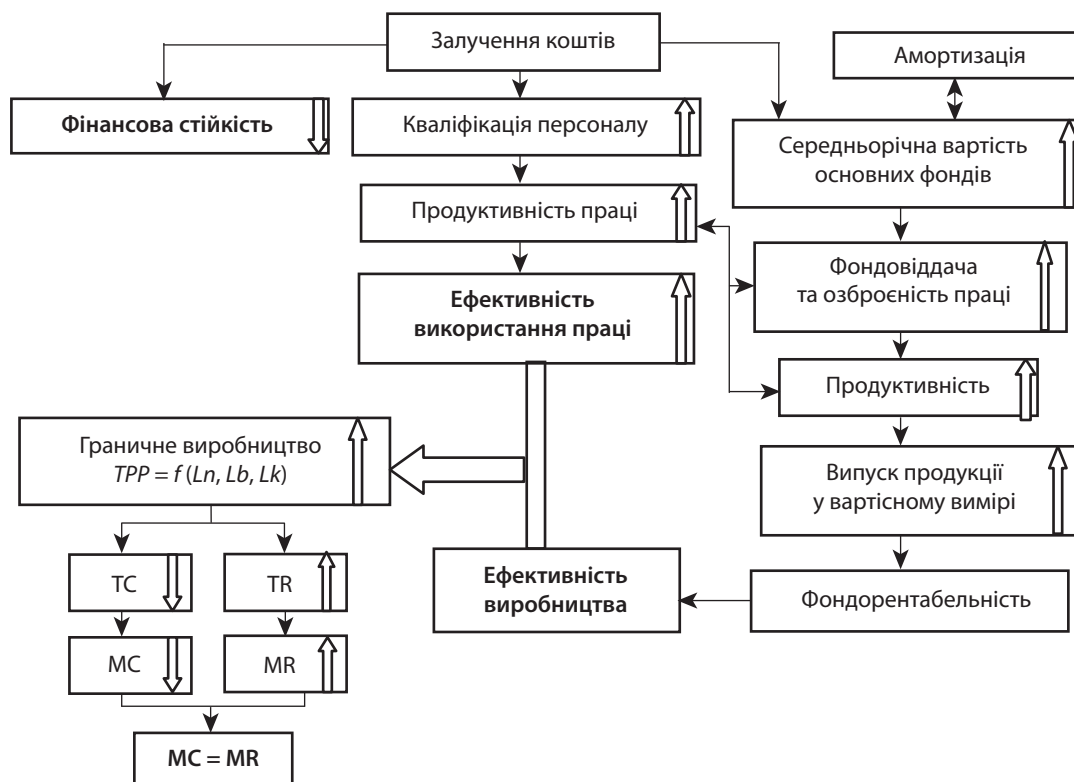 Залучення коштів
Амортизація
Фінансова стійкість
Кваліфікація персоналу
Середньорічна вартість
основних фондів
Продуктивність праці
Фондовіддача
та озброєність праці
Ефективність
використання праці
Продуктивність
Граничне виробництво
TPP = f (Ln, Lb, Lk)
Випуск продукції
у вартісному вимірі
TC
TR
Ефективність
виробництва
Фондорентабельність
MC
MR
MC = MR